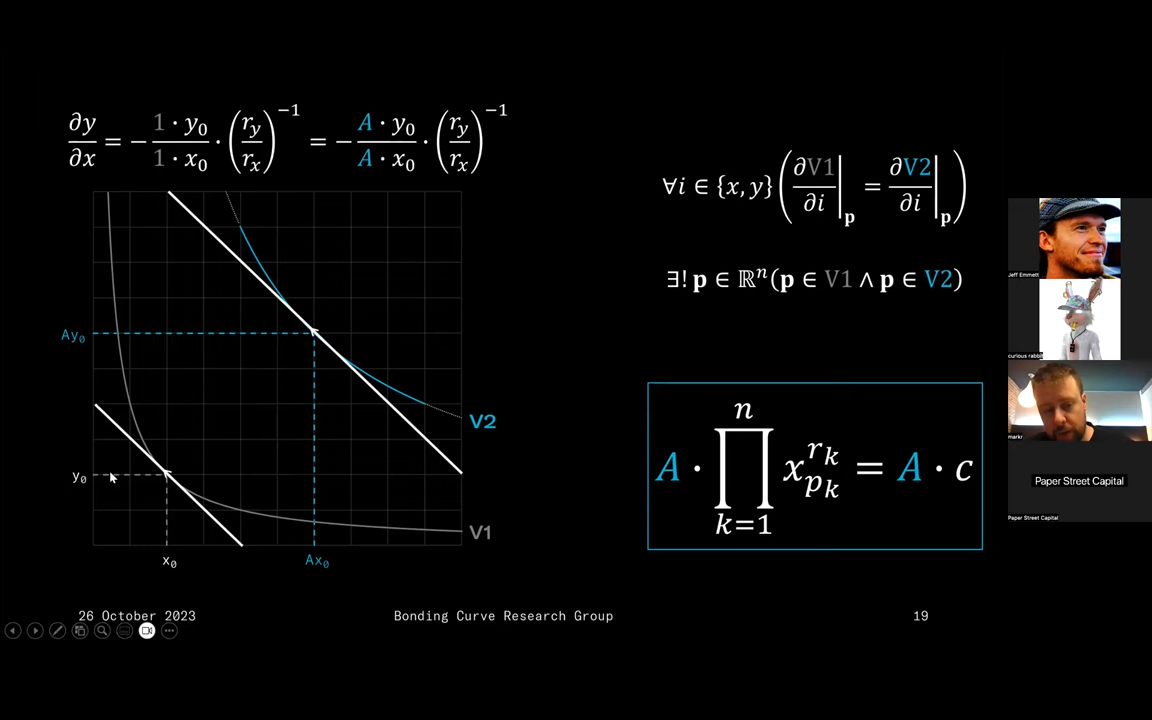 ∂y/∂x = − (1 · y₀)/(1 · x₀) · (r_y/r_x)⁻¹ = − (A · y₀)/(A · x₀) · (r_y/r_x)⁻¹
∀i ∈ {x, y} (∂V1/∂i |ₚ = ∂V2/∂i |ₚ)
∃! p ∈ ℝⁿ(p ∈ V1 ∧ p ∈ V2)
A · ∏_{k=1}^{n} x_{p_k}^{r_k} = A · c
Ay₀
V2
y₀
V1
x₀
Ax₀
26 October 2023
Bonding Curve Research Group
19
Jeff Emmett
curious rabbit
markr
Paper Street Capital
Paper Street Capital